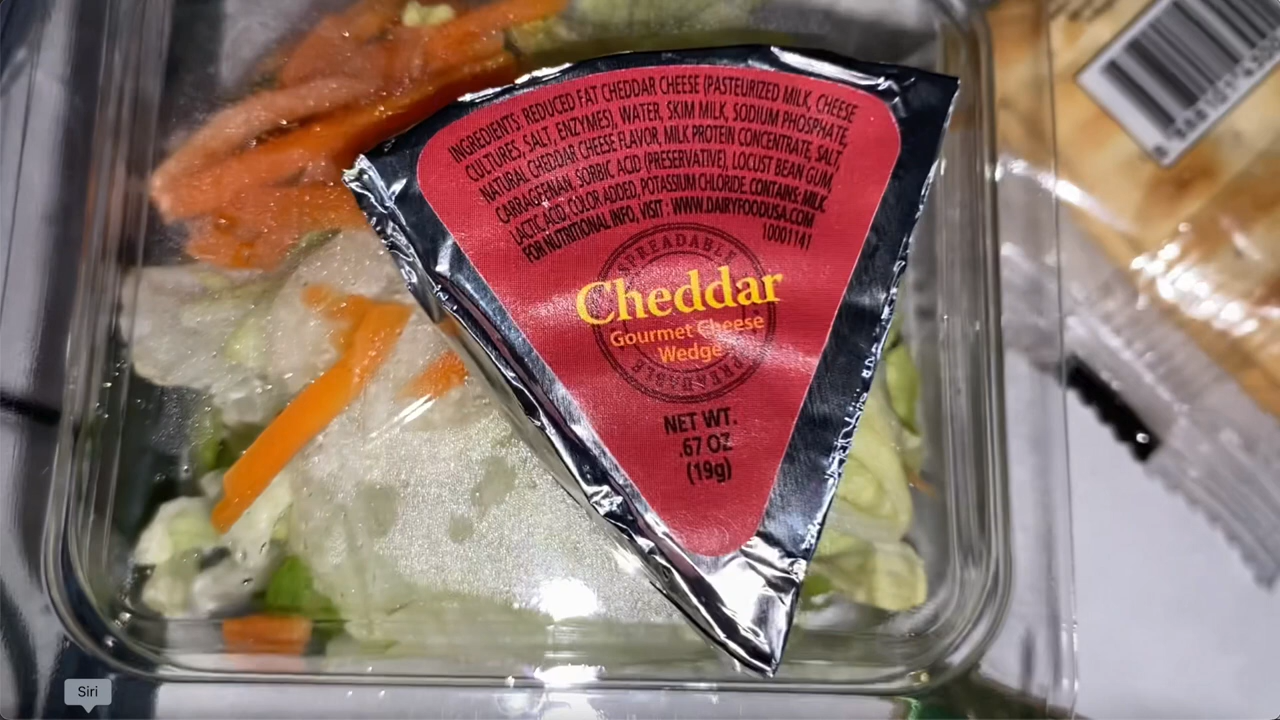 INGREDIENTS: REDUCED FAT CHEDDAR CHEESE (PASTEURIZED MILK, CHEESE
CULTURES, SALT, ENZYMES), WATER, SKIM MILK, SODIUM PHOSPHATE,
NATURAL CHEDDAR CHEESE FLAVOR, MILK PROTEIN CONCENTRATE, SALT,
CARRAGEENAN, SORBIC ACID (PRESERVATIVE), LOCUST BEAN GUM,
LACTIC ACID, COLOR ADDED, POTASSIUM CHLORIDE. CONTAINS: MILK.
FOR NUTRITIONAL INFO, VISIT : WWW.DAIRYFOODUSA.COM
10001141
SPREADABLE
Cheddar
Gourmet Cheese
Wedge
SPREADABLE
NET WT.
.67 OZ
(19g)
Siri